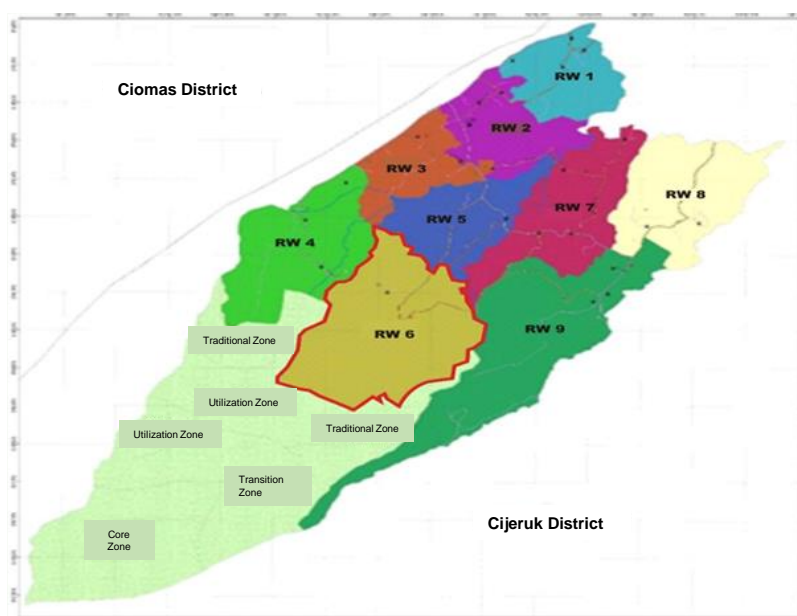 RW 1
Ciomas District
RW 2
RW 3
RW 8
RW 7
RW 5
RW 4
RW 9
RW 6
Traditional Zone
Utilization Zone
Traditional Zone
Utilization Zone
Transition
Zone
Cijeruk District
Core
Zone